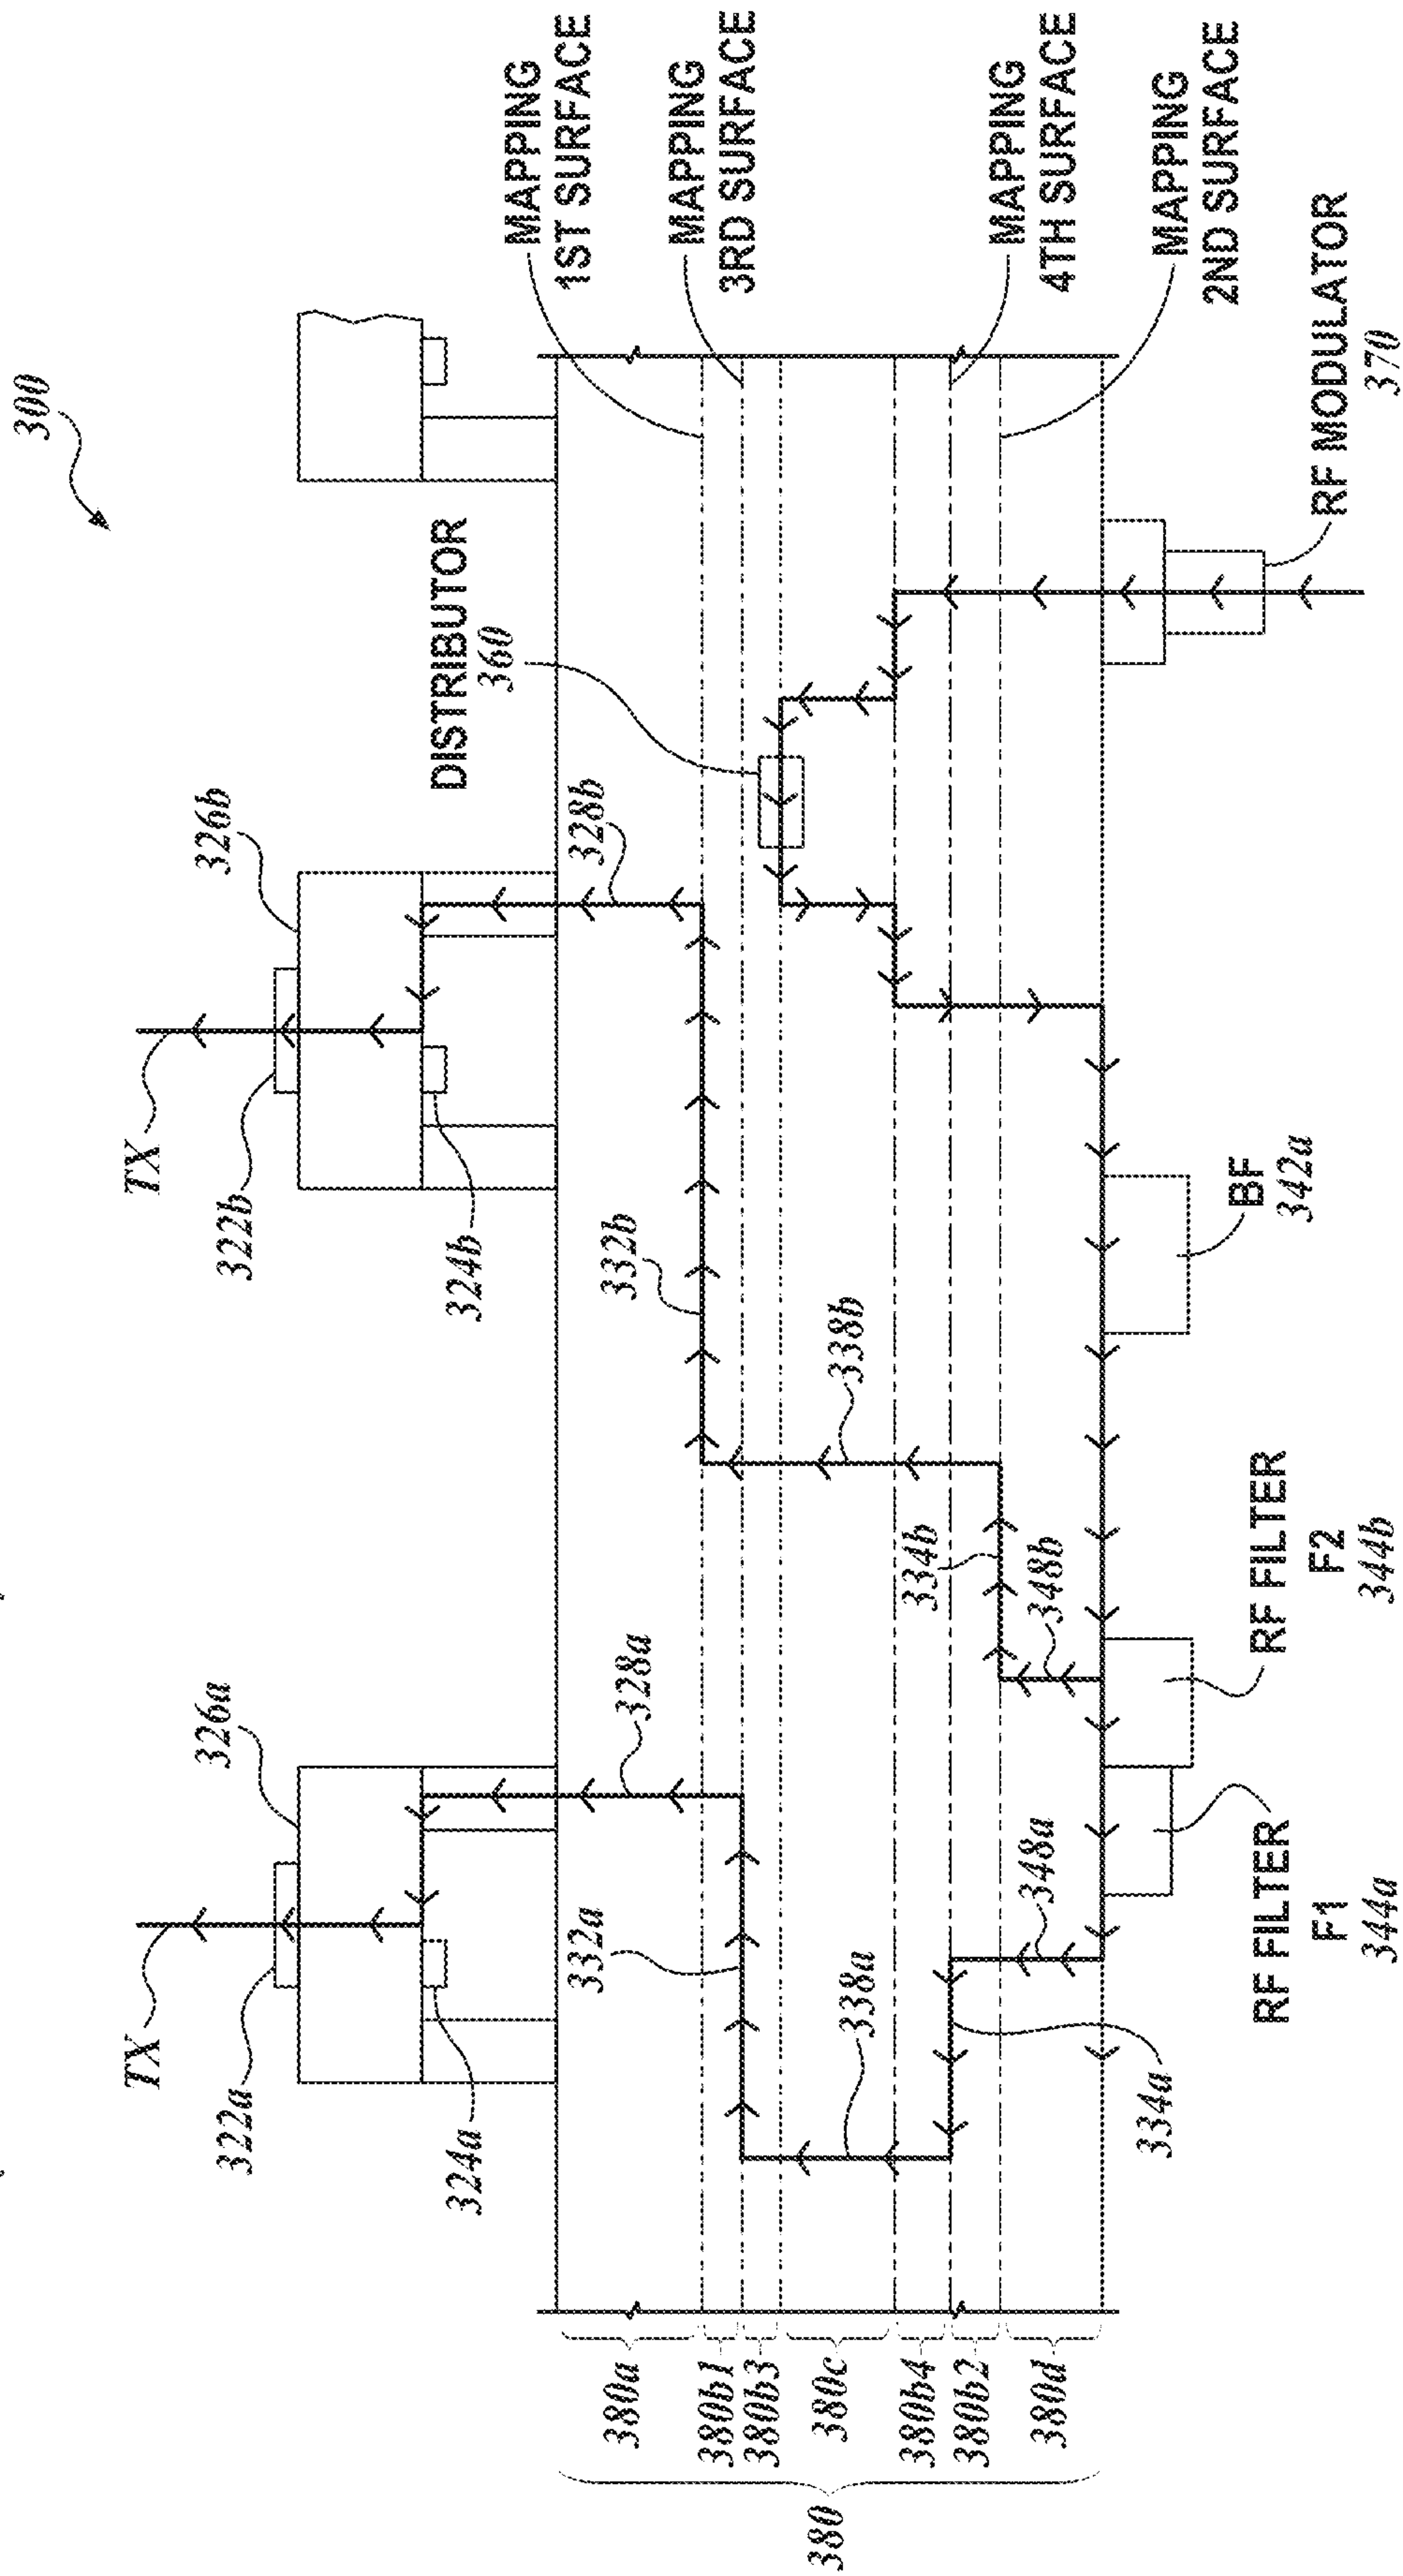 300
TX
322a
326a
324a
328a
332a
338a
348a
334a
TX
322b
326b
324b
328b
332b
338b
334b
348b
DISTRIBUTOR
360
MAPPING
1ST SURFACE
MAPPING
3RD SURFACE
MAPPING
4TH SURFACE
MAPPING
2ND SURFACE
RF MODULATOR
370
BF
342a
RF FILTER
F2
344b
RF FILTER
F1
344a
380
380a
380b1
380b3
380c
380b4
380b2
380d